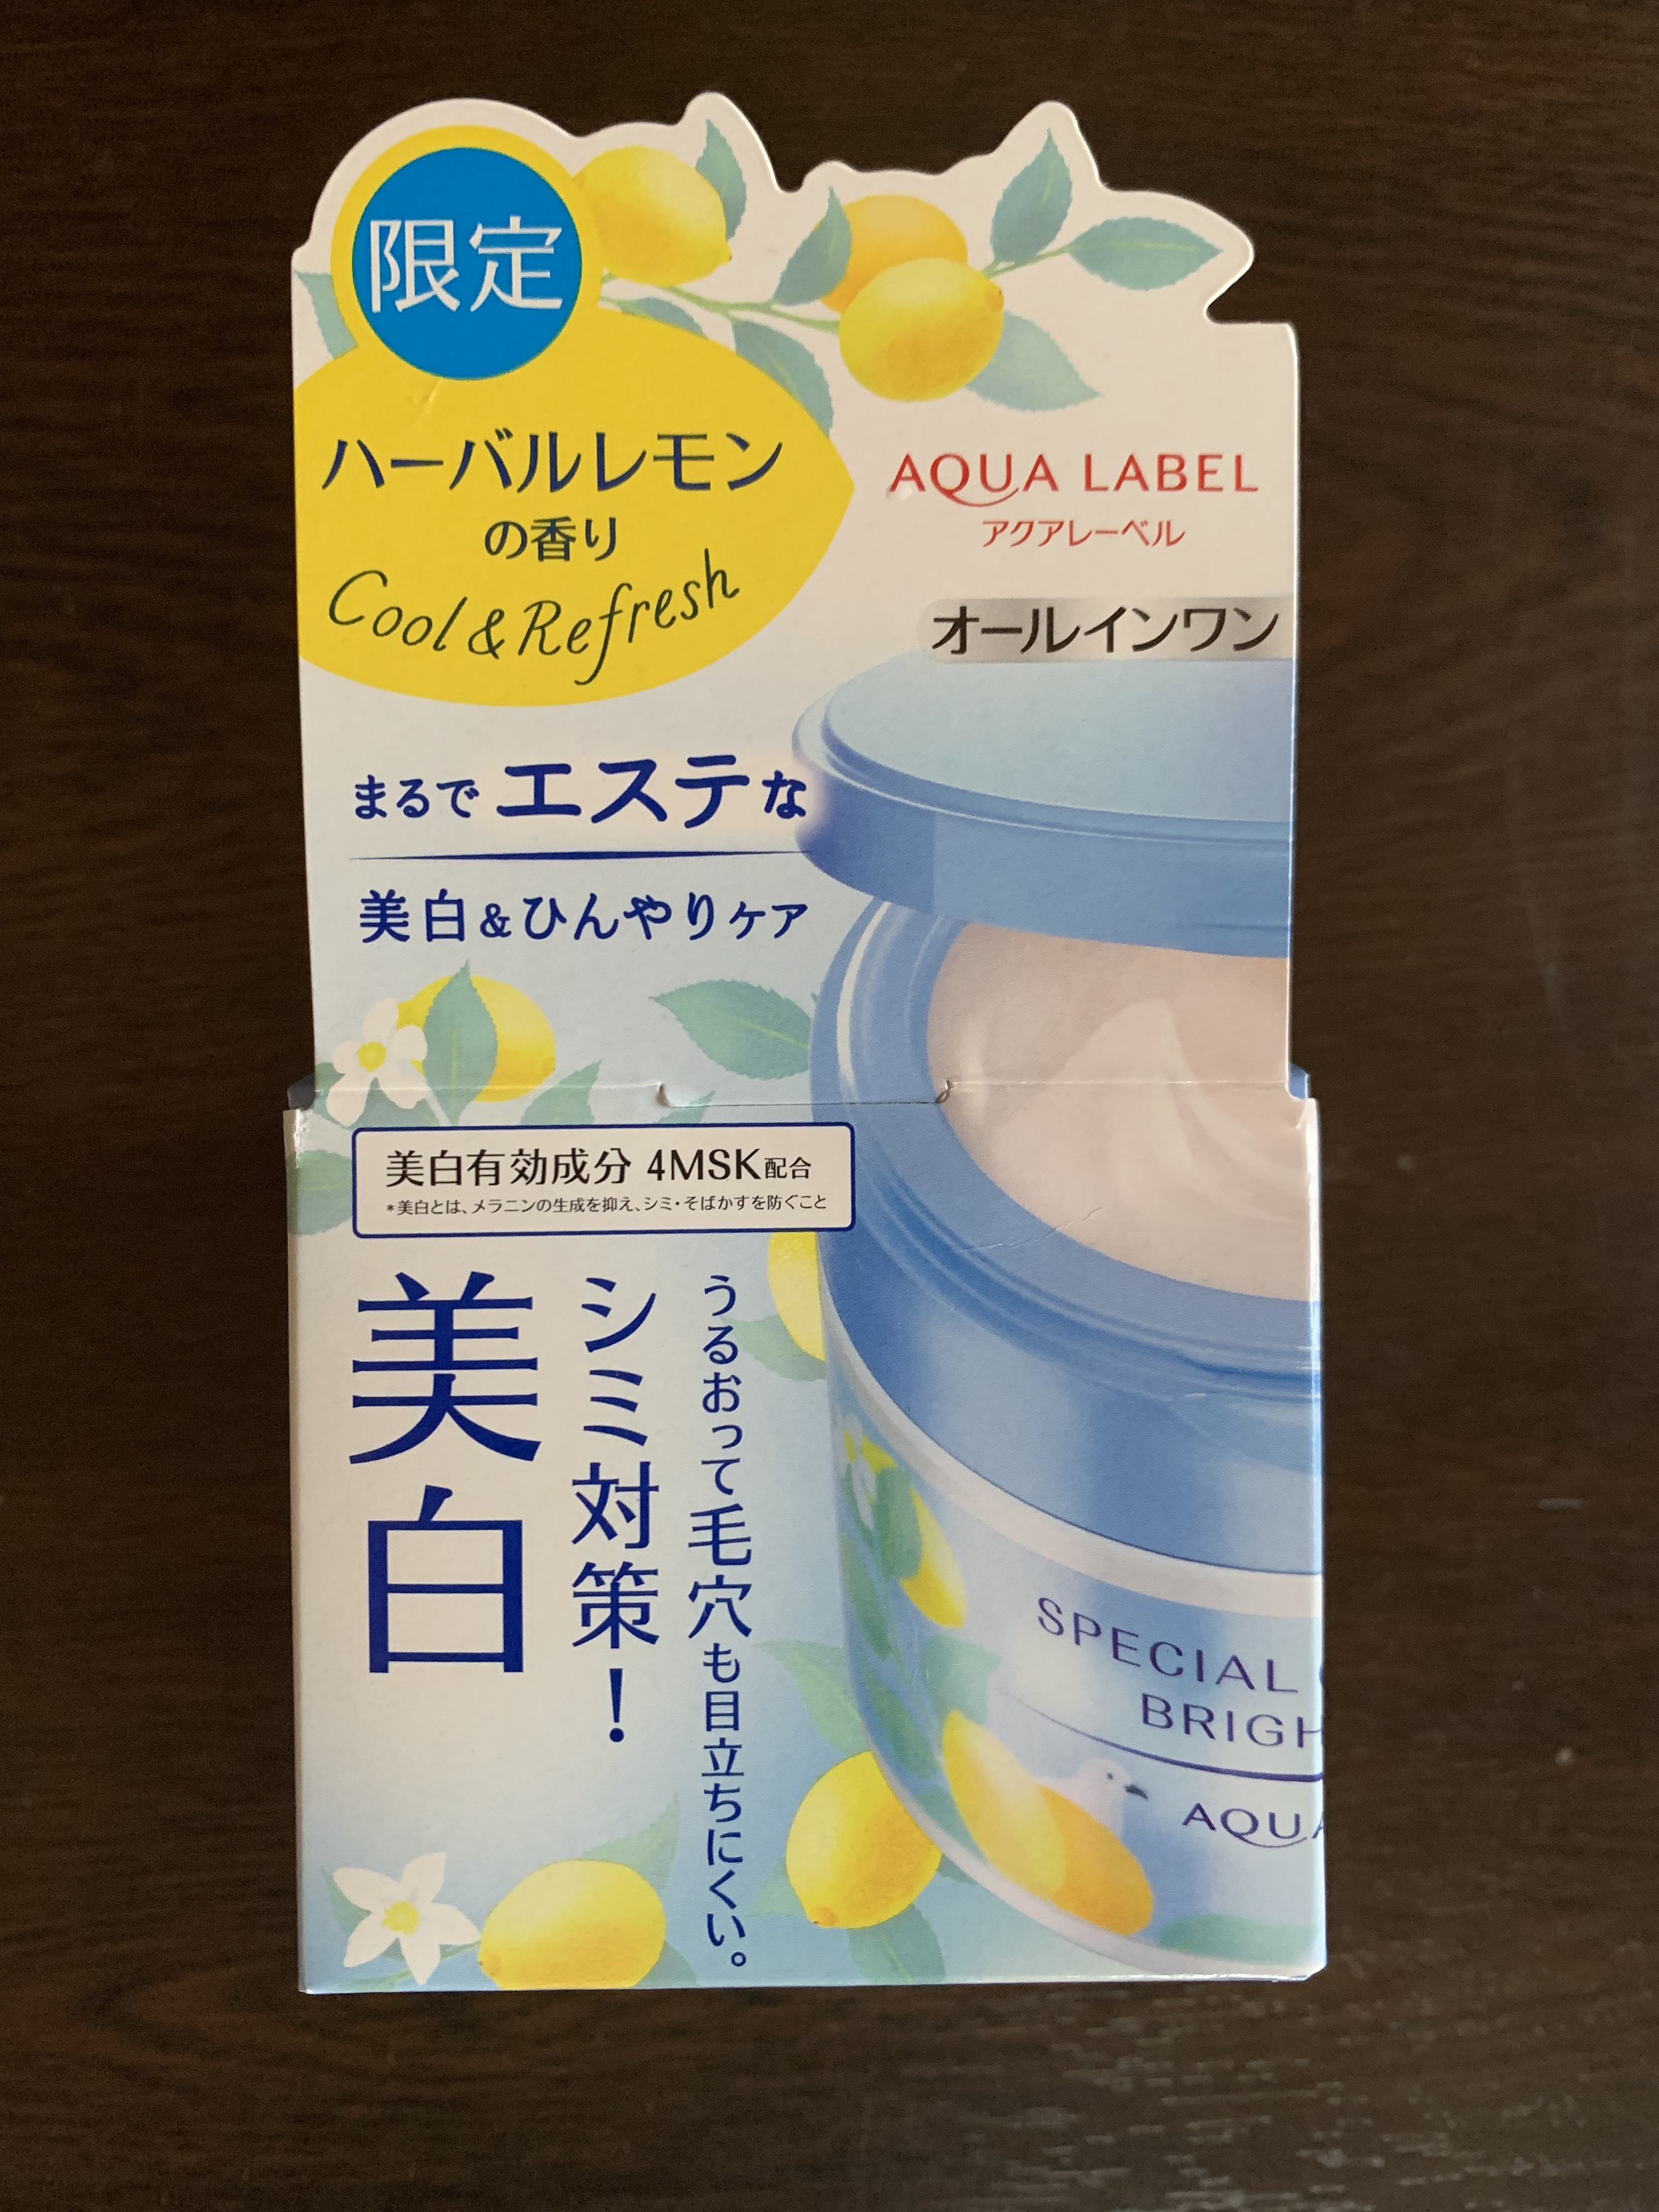 限定
ハーバルレモン
の香り
Cool & Refresh
AQUA LABEL
アクアレーベル
オールインワン
まるでエステな
美白&ひんやりケア
美白有効成分 4MSK配合
*美白とは、メラニンの生成を抑え、シミ・そばかすを防ぐこと
うるおって毛穴も目立ちにくい。
シミ対策!
美白
SPECIAL
BRIGH
AQUA